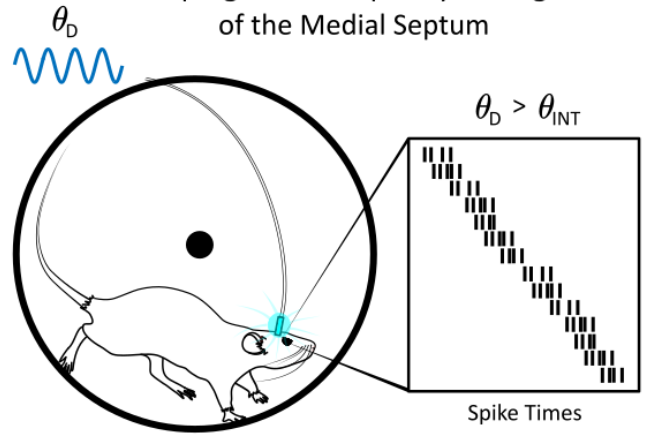 of the Medial Septum
θD
θD > θINT
Spike Times